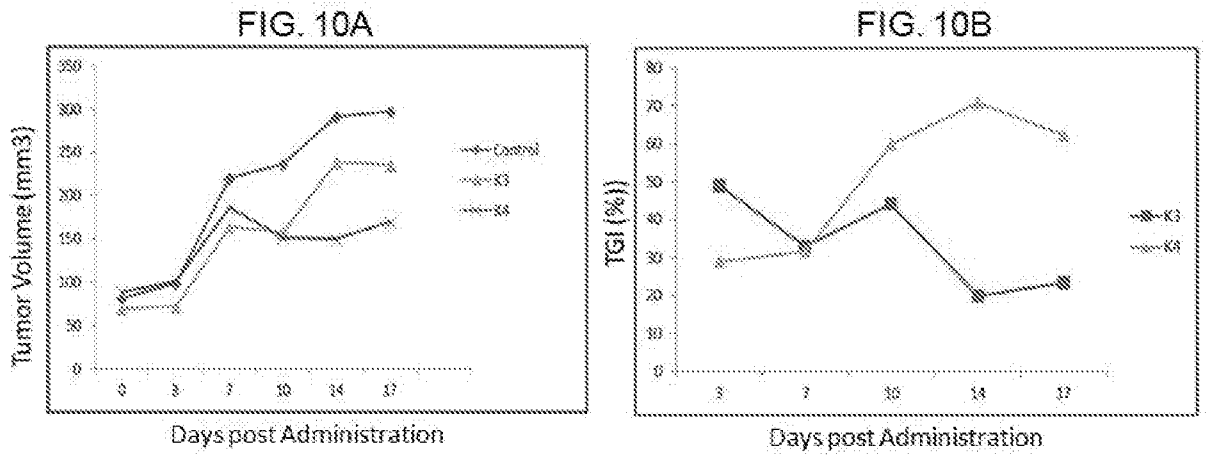 FIG. 10A
FIG. 10B
350
300
250
200
150
100
50
0
Tumor Volume (mm3)
0 3 7 10 14 17
Days post Administration
Control
K3
K4
80
70
60
50
40
30
20
10
0
TGI (%))
3 7 10 14 17
Days post Administration
K3
K4